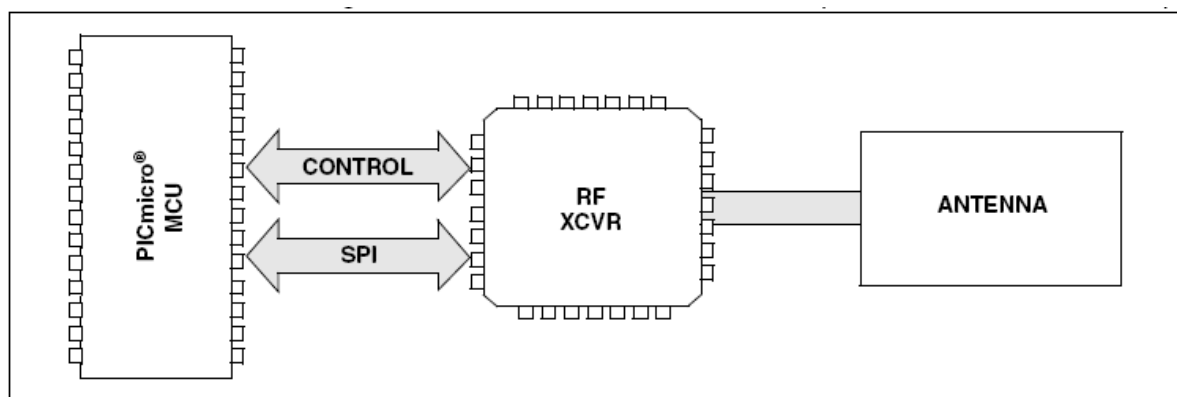 PICmicro®
MCU
CONTROL
SPI
RF
XCVR
ANTENNA